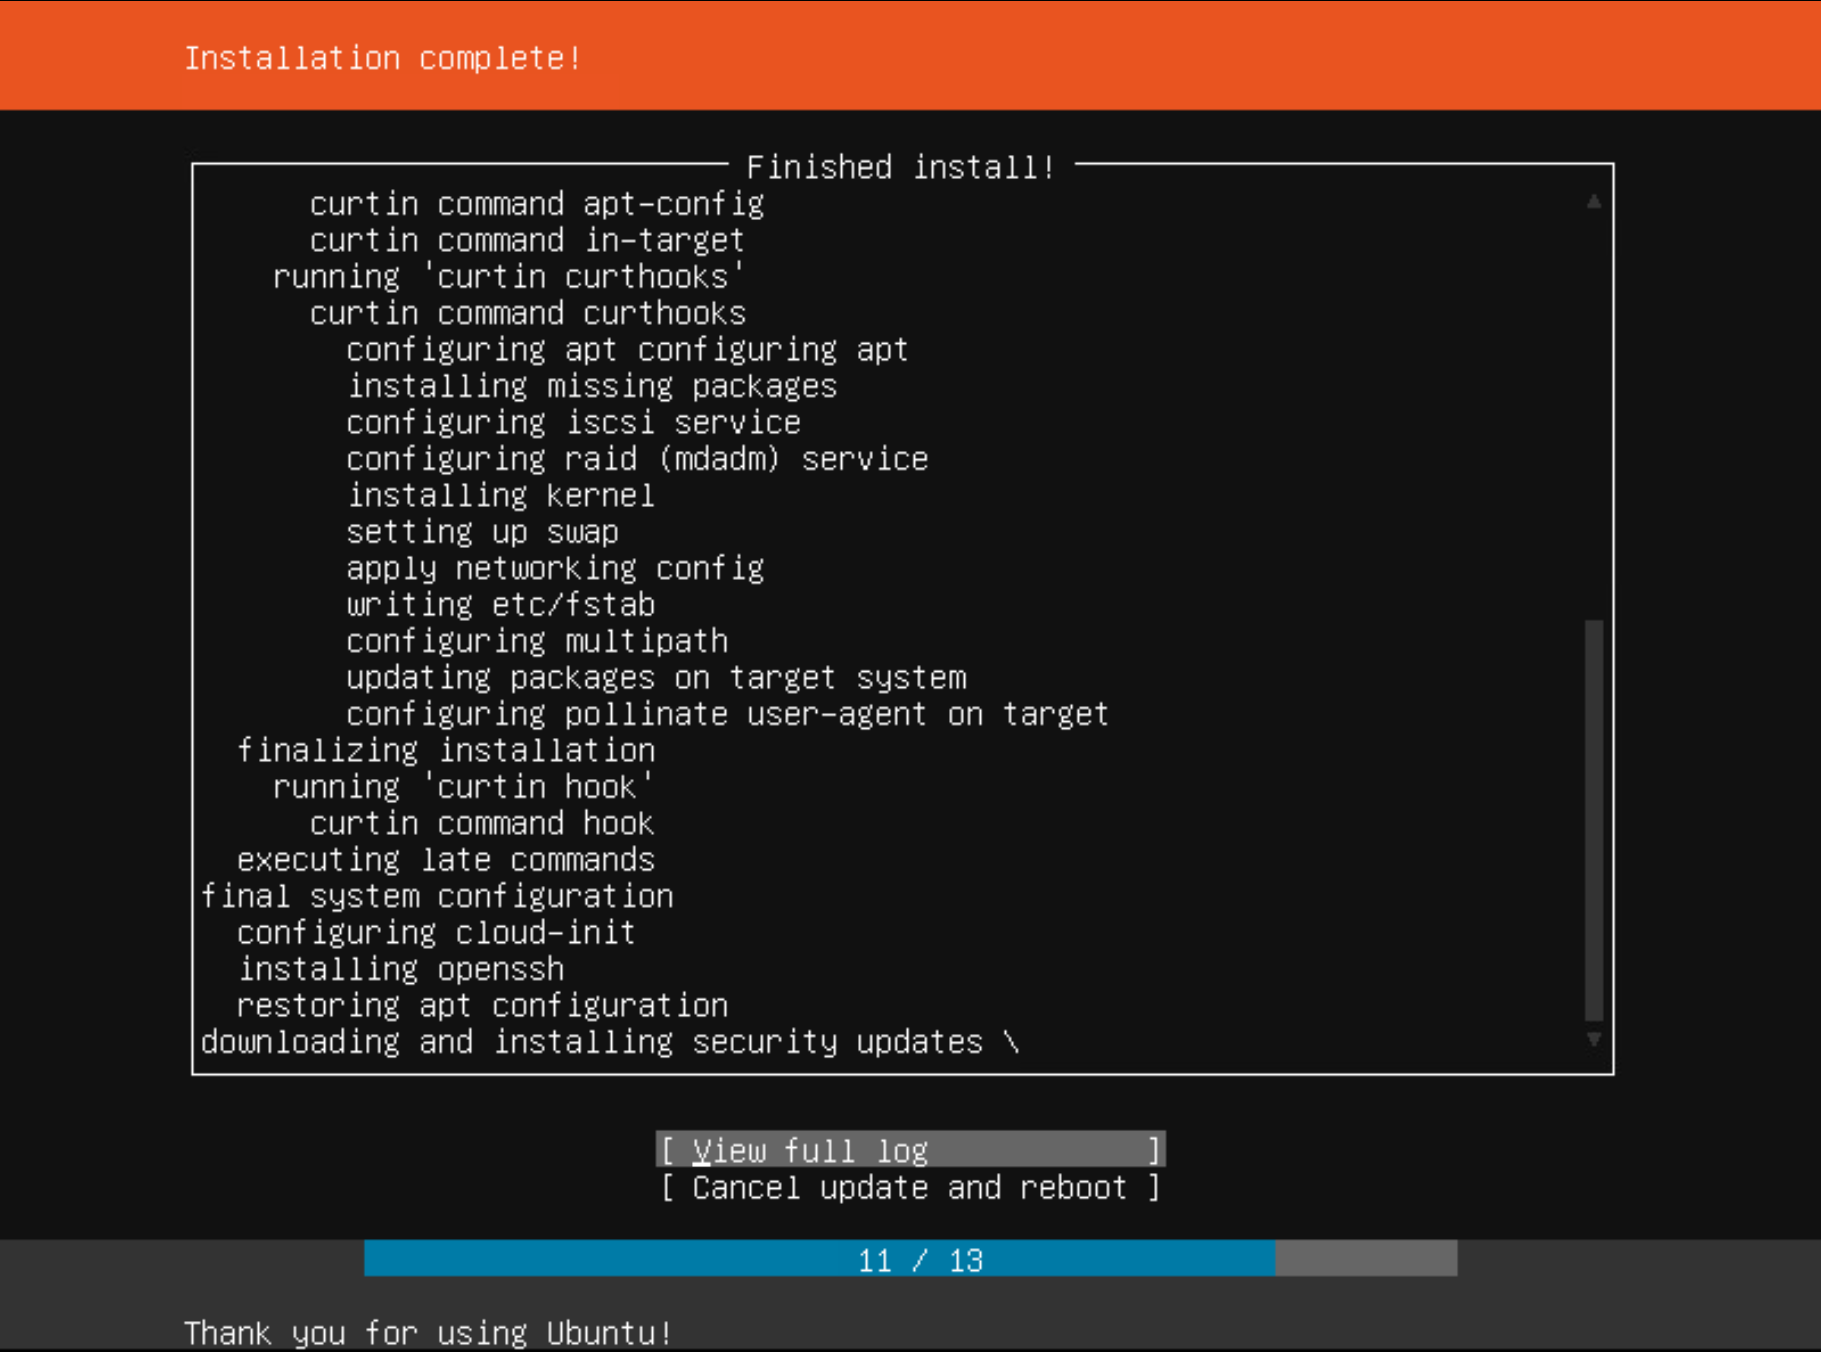 Installation complete!
Finished install!
curtin command apt-config
curtin command in-target
running 'curtin curthooks'
curtin command curthooks
configuring apt configuring apt
installing missing packages
configuring iscsi service
configuring raid (mdadm) service
installing kernel
setting up swap
apply networking config
writing etc/fstab
configuring multipath
updating packages on target system
configuring pollinate user-agent on target
finalizing installation
running 'curtin hook'
curtin command hook
executing late commands
final system configuration
configuring cloud-init
installing openssh
restoring apt configuration
downloading and installing security updates \
[ View full log ]
[ Cancel update and reboot ]
11 / 13
Thank you for using Ubuntu!